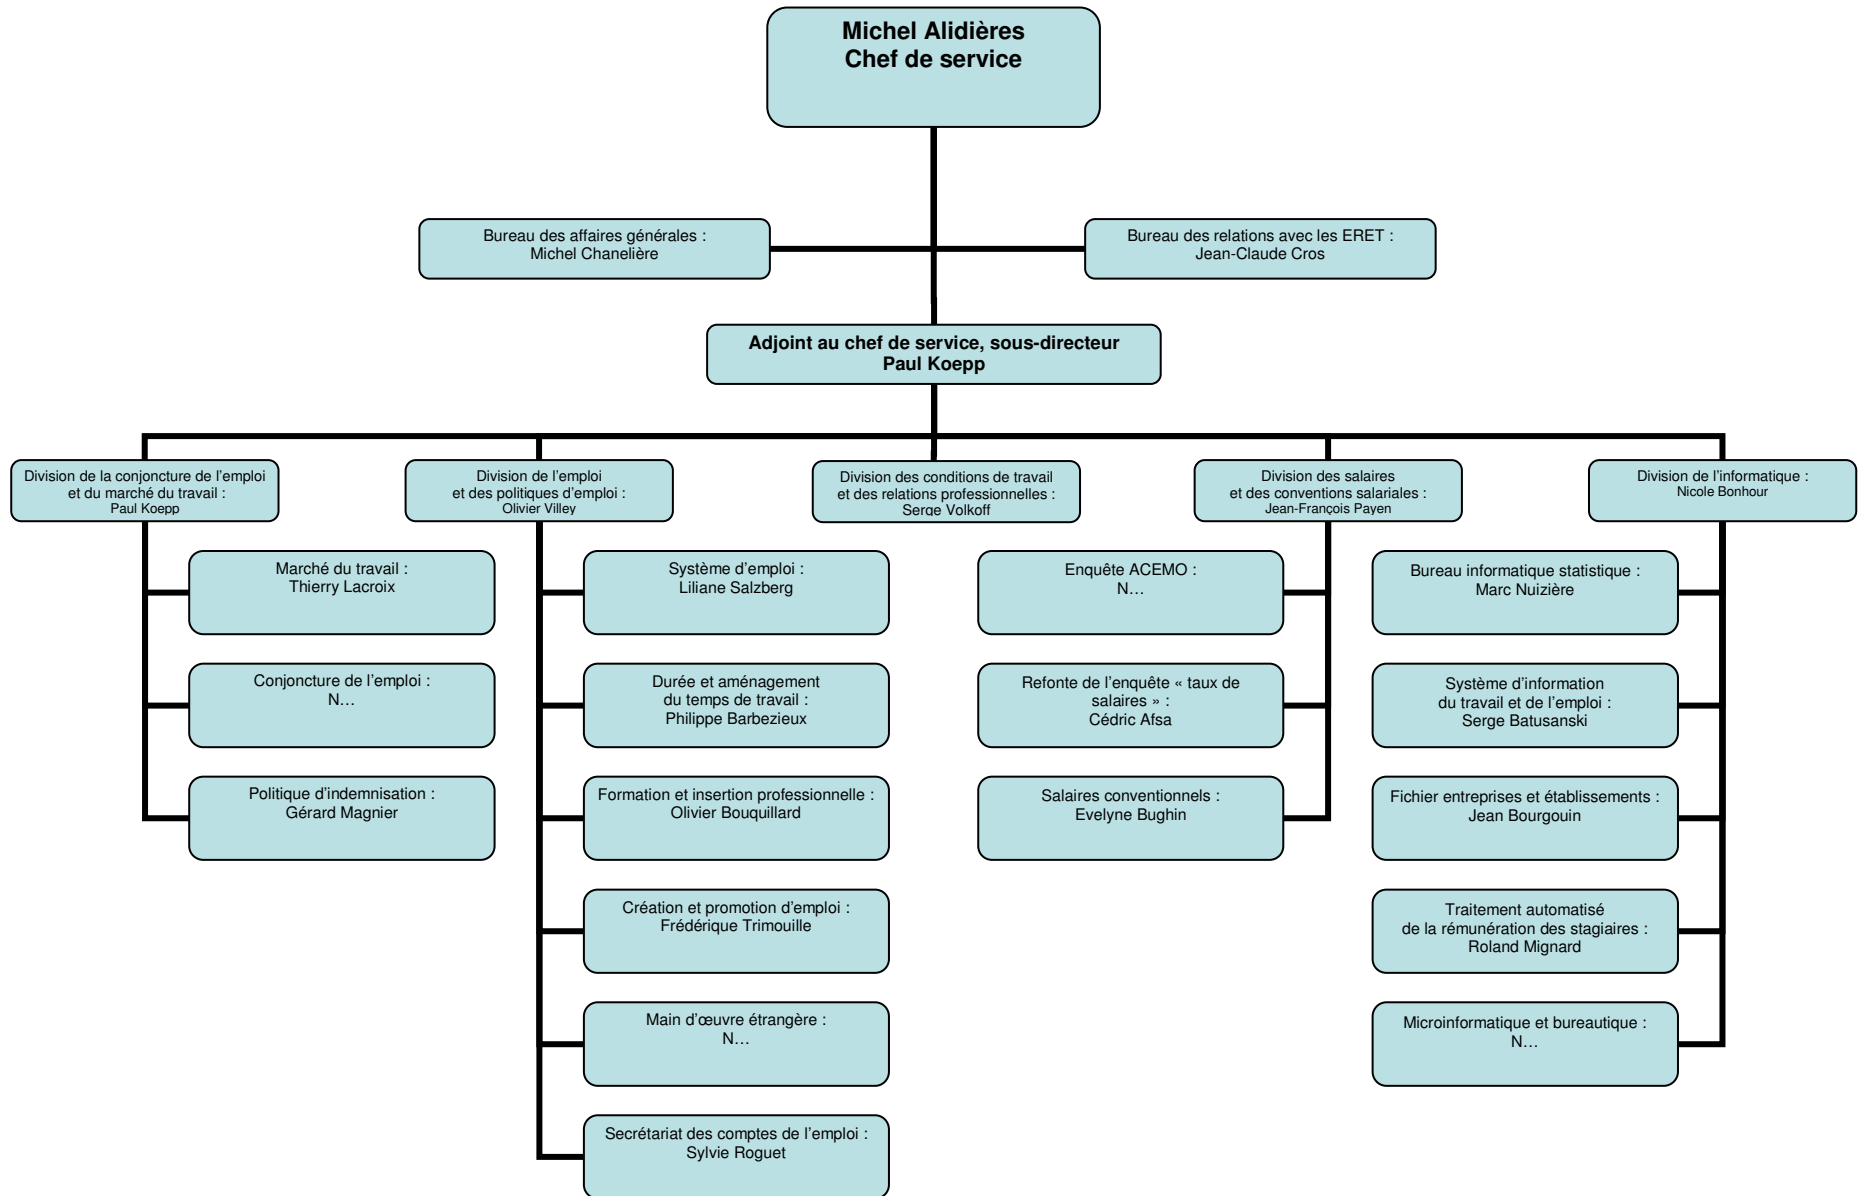 Michel Alidières
Chef de service
Bureau des affaires générales :
Michel Chanelière
Bureau des relations avec les ERET :
Jean-Claude Cros
Adjoint au chef de service, sous-directeur
Paul Koepp
Division de la conjoncture de l’emploi
et du marché du travail :
Paul Koepp
Division de l’emploi
et des politiques d’emploi :
Olivier Villey
Division des conditions de travail
et des relations professionnelles :
Serge Volkoff
Division des salaires
et des conventions salariales :
Jean-François Payen
Division de l’informatique :
Nicole Bonhour
Marché du travail :
Thierry Lacroix
Conjoncture de l’emploi :
N…
Politique d’indemnisation :
Gérard Magnier
Système d’emploi :
Liliane Salzberg
Durée et aménagement
du temps de travail :
Philippe Barbezieux
Formation et insertion professionnelle :
Olivier Bouquillard
Création et promotion d’emploi :
Frédérique Trimouille
Main d’œuvre étrangère :
N…
Secrétariat des comptes de l’emploi :
Sylvie Roguet
Enquête ACEMO :
N…
Refonte de l’enquête « taux de
salaires » :
Cédric Afsa
Salaires conventionnels :
Evelyne Bughin
Bureau informatique statistique :
Marc Nuizière
Système d’information
du travail et de l’emploi :
Serge Batusanski
Fichier entreprises et établissements :
Jean Bourgouin
Traitement automatisé
de la rémunération des stagiaires :
Roland Mignard
Microinformatique et bureautique :
N…